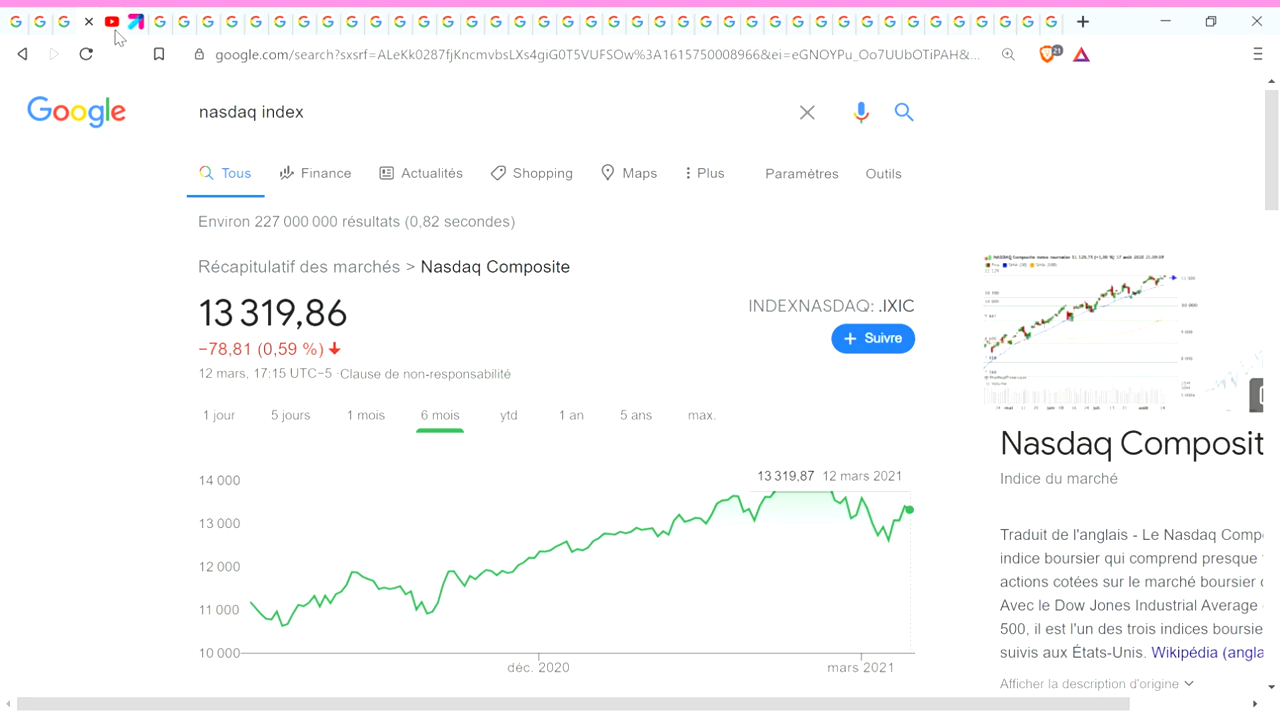 google.com/search?sxsrf=ALeKk0287fjKncmvbsLXs4giG0T5VUFSOw%3A1615750008966&ei=eGNOYPu_Oo7UUbOTiPAH&...
21
Google
nasdaq index
Tous Finance Actualités Shopping Maps Plus Paramètres Outils
Environ 227 000 000 résultats (0,82 secondes)
Récapitulatif des marchés > Nasdaq Composite
13 319,86
INDEXNASDAQ: .IXIC
−78,81 (0,59 %)
+ Suivre
12 mars, 17:15 UTC−5 ·Clause de non-responsabilité
1 jour 5 jours 1 mois 6 mois ytd 1 an 5 ans max.
13 319,87 12 mars 2021
14 000
13 000
12 000
11 000
10 000
déc. 2020 mars 2021
Nasdaq Composit
Indice du marché
Traduit de l'anglais - Le Nasdaq Comp
indice boursier qui comprend presque
actions cotées sur le marché boursier
Avec le Dow Jones Industrial Average
500, il est l'un des trois indices boursie
suivis aux États-Unis. Wikipédia (angla
Afficher la description d'origine